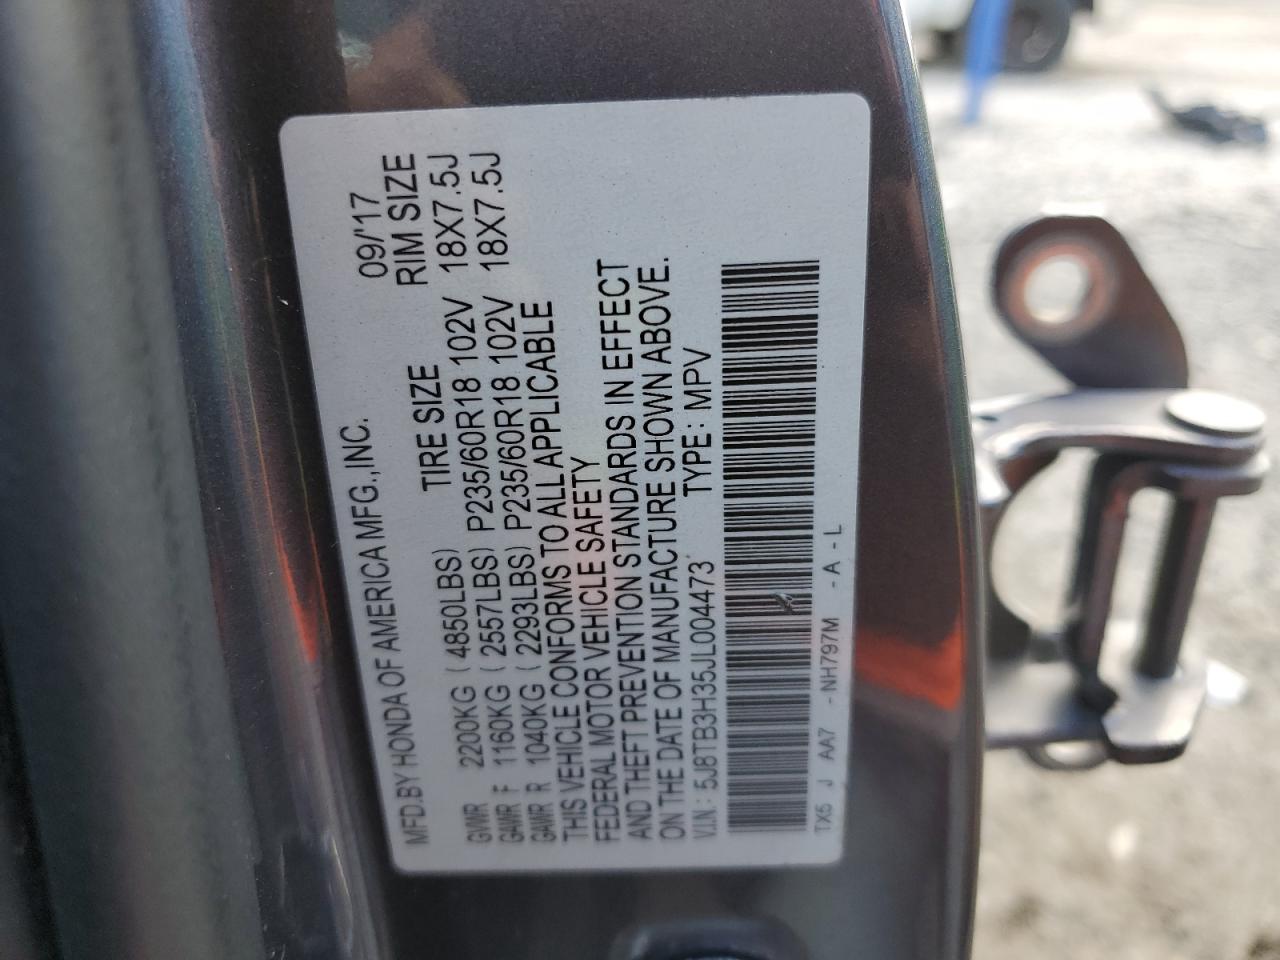 MFD.BY HONDA OF AMERICA MFG.,INC. 09/'17
TIRE SIZE RIM SIZE
GVWR 2200KG ( 4850LBS)
GAWR F 1160KG ( 2557LBS) P235/60R18 102V 18X7.5J
GAWR R 1040KG ( 2293LBS) P235/60R18 102V 18X7.5J
THIS VEHICLE CONFORMS TO ALL APPLICABLE
FEDERAL MOTOR VEHICLE SAFETY
AND THEFT PREVENTION STANDARDS IN EFFECT
ON THE DATE OF MANUFACTURE SHOWN ABOVE.
V.I.N.: 5J8TB3H35JL004473 TYPE: MPV
TX5 J AA7 - NH797M - A - L